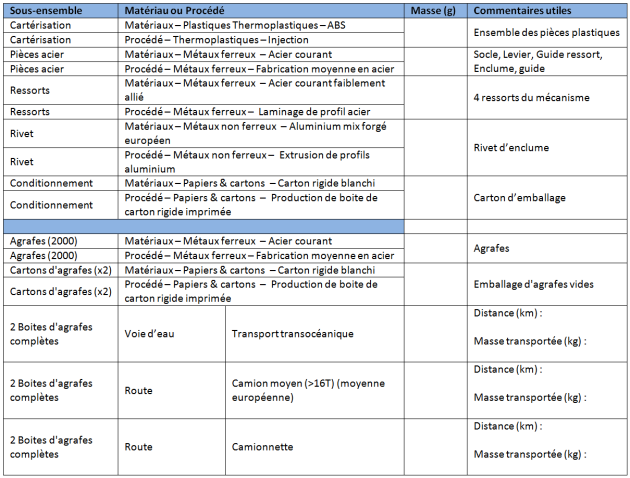 Sous-ensemble Matériau ou Procédé Masse (g) Commentaires utiles
Cartérisation Matériaux – Plastiques Thermoplastiques – ABS
Ensemble des pièces plastiques
Cartérisation Procédé – Thermoplastiques – Injection
Pièces acier Matériaux – Métaux ferreux – Acier courant
Socle, Levier, Guide ressort,
Enclume, guide
Pièces acier Procédé – Métaux ferreux – Fabrication moyenne en acier
Ressorts Matériaux – Métaux ferreux – Acier courant faiblement
allié
4 ressorts du mécanisme
Ressorts Procédé – Métaux ferreux – Laminage de profil acier
Rivet Matériaux – Métaux non ferreux – Aluminium mix forgé
européen
Rivet d’enclume
Rivet Procédé – Métaux non ferreux – Extrusion de profils
aluminium
Conditionnement Matériaux – Papiers & cartons – Carton rigide blanchi
Carton d’emballage
Conditionnement Procédé – Papiers & cartons – Production de boite de
carton rigide imprimée
Agrafes (2000) Matériaux – Métaux ferreux – Acier courant
Agrafes
Agrafes (2000) Procédé – Métaux ferreux – Fabrication moyenne en acier
Cartons d'agrafes (x2) Matériaux – Papiers & cartons – Carton rigide blanchi
Emballage d'agrafes vides
Cartons d'agrafes (x2) Procédé – Papiers & cartons – Production de boite de
carton rigide imprimée
2 Boites d'agrafes
complètes
Voie d’eau
Transport transocéanique
Distance (km) :
Masse transportée (kg) :
2 Boites d'agrafes
complètes
Route
Camion moyen (>16T) (moyenne
européenne)
Distance (km) :
Masse transportée (kg) :
2 Boites d'agrafes
complètes
Route
Camionnette
Distance (km) :
Masse transportée (kg) :